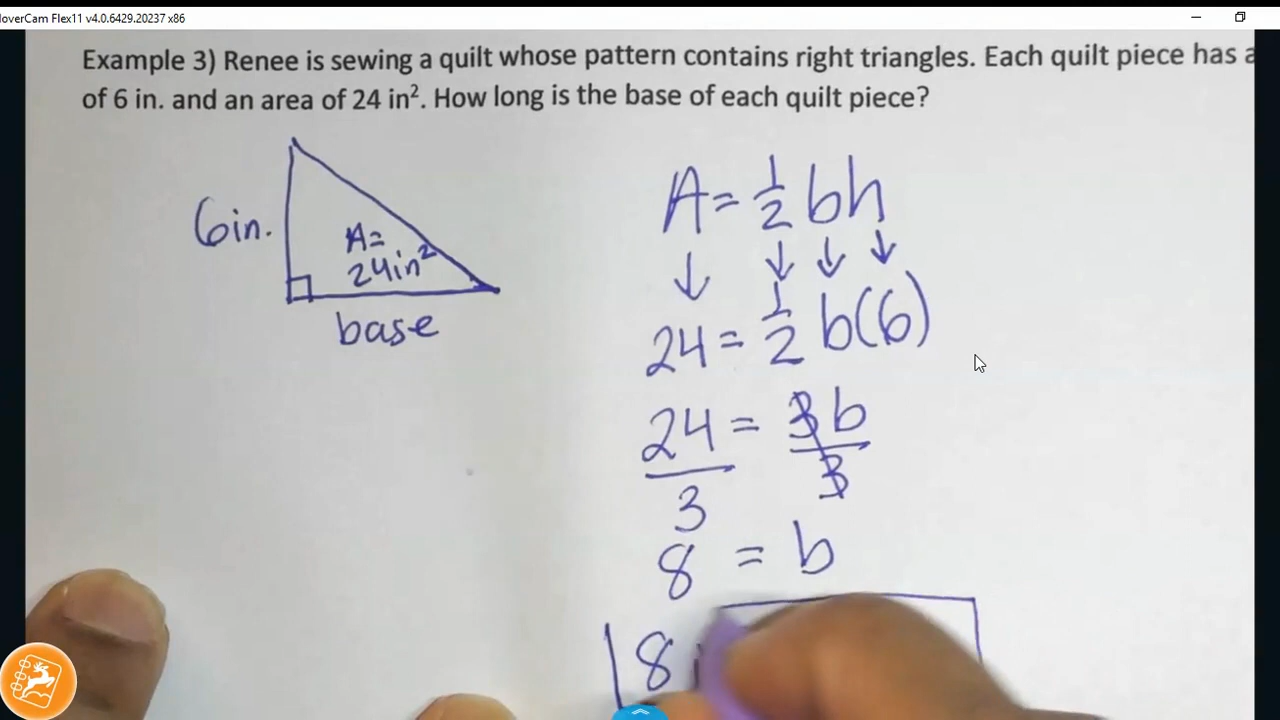 loverCam Flex11 v4.0.6429.20237 x86
Example 3) Renee is sewing a quilt whose pattern contains right triangles. Each quilt piece has a
of 6 in. and an area of 24 in². How long is the base of each quilt piece?
6in.
A=
24in²
base
A = 1/2 bh
24 = 1/2 b(6)
24 = 3b
3 3
8 = b
8